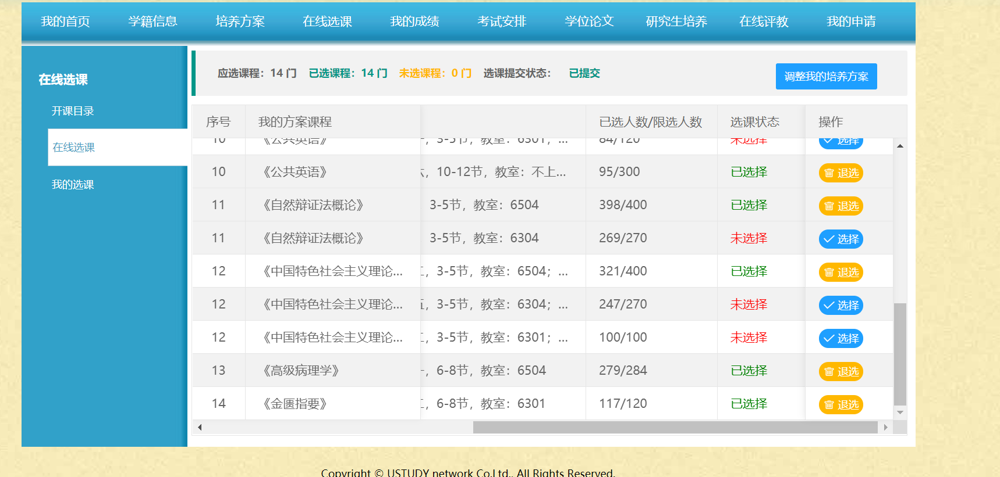 我的首页 学籍信息 培养方案 在线选课 我的成绩 考试安排 学位论文 研究生培养 在线评教 我的申请
在线选课
开课目录
在线选课
我的选课
应选课程：14 门 已选课程：14 门 未选课程：0 门 选课提交状态： 已提交 调整我的培养方案
序号 我的方案课程 已选人数/限选人数 选课状态 操作
10 《公共英语》 ，3-5节，教室：6301；... 84/120 未选择 选择
10 《公共英语》 ，10-12节，教室：不上... 95/300 已选择 退选
11 《自然辩证法概论》 3-5节，教室：6504 398/400 已选择 退选
11 《自然辩证法概论》 3-5节，教室：6304 269/270 未选择 选择
12 《中国特色社会主义理论... ，3-5节，教室：6504；... 321/400 已选择 退选
12 《中国特色社会主义理论... ，3-5节，教室：6304；... 247/270 未选择 选择
12 《中国特色社会主义理论... ，3-5节，教室：6301；... 100/100 未选择 选择
13 《高级病理学》 ，6-8节，教室：6504 279/284 已选择 退选
14 《金匮指要》 ，6-8节，教室：6301 117/120 已选择 退选
Copyright © USTUDY network Co.Ltd.. All Rights Reserved.